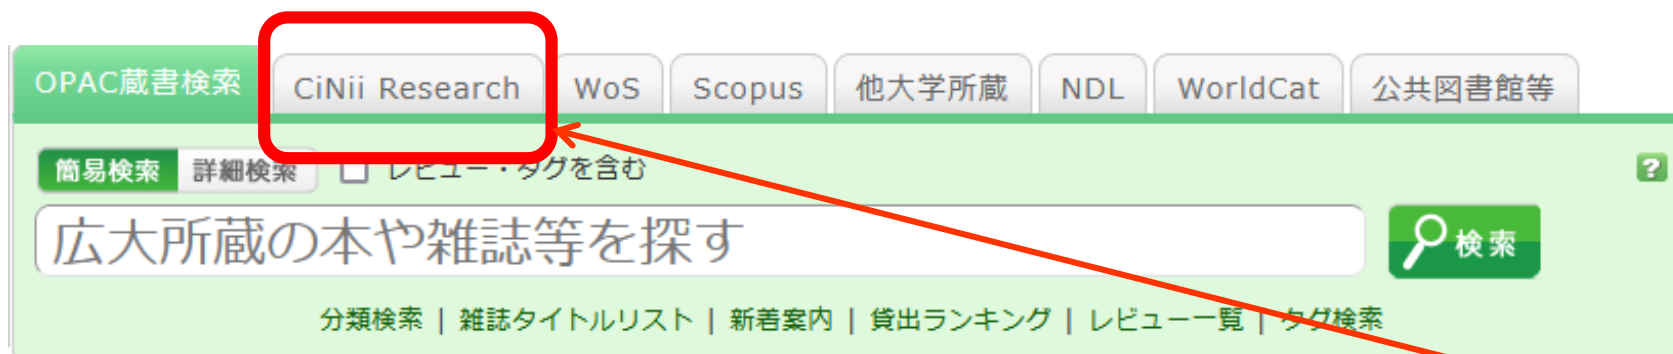 OPAC蔵書検索 CiNii Research WoS Scopus 他大学所蔵 NDL WorldCat 公共図書館等
簡易検索 詳細検索 レビュー・タグを含む ?
広大所蔵の本や雑誌等を探す 検索
分類検索 | 雑誌タイトルリスト | 新着案内 | 貸出ランキング | レビュー一覧 | タグ検索